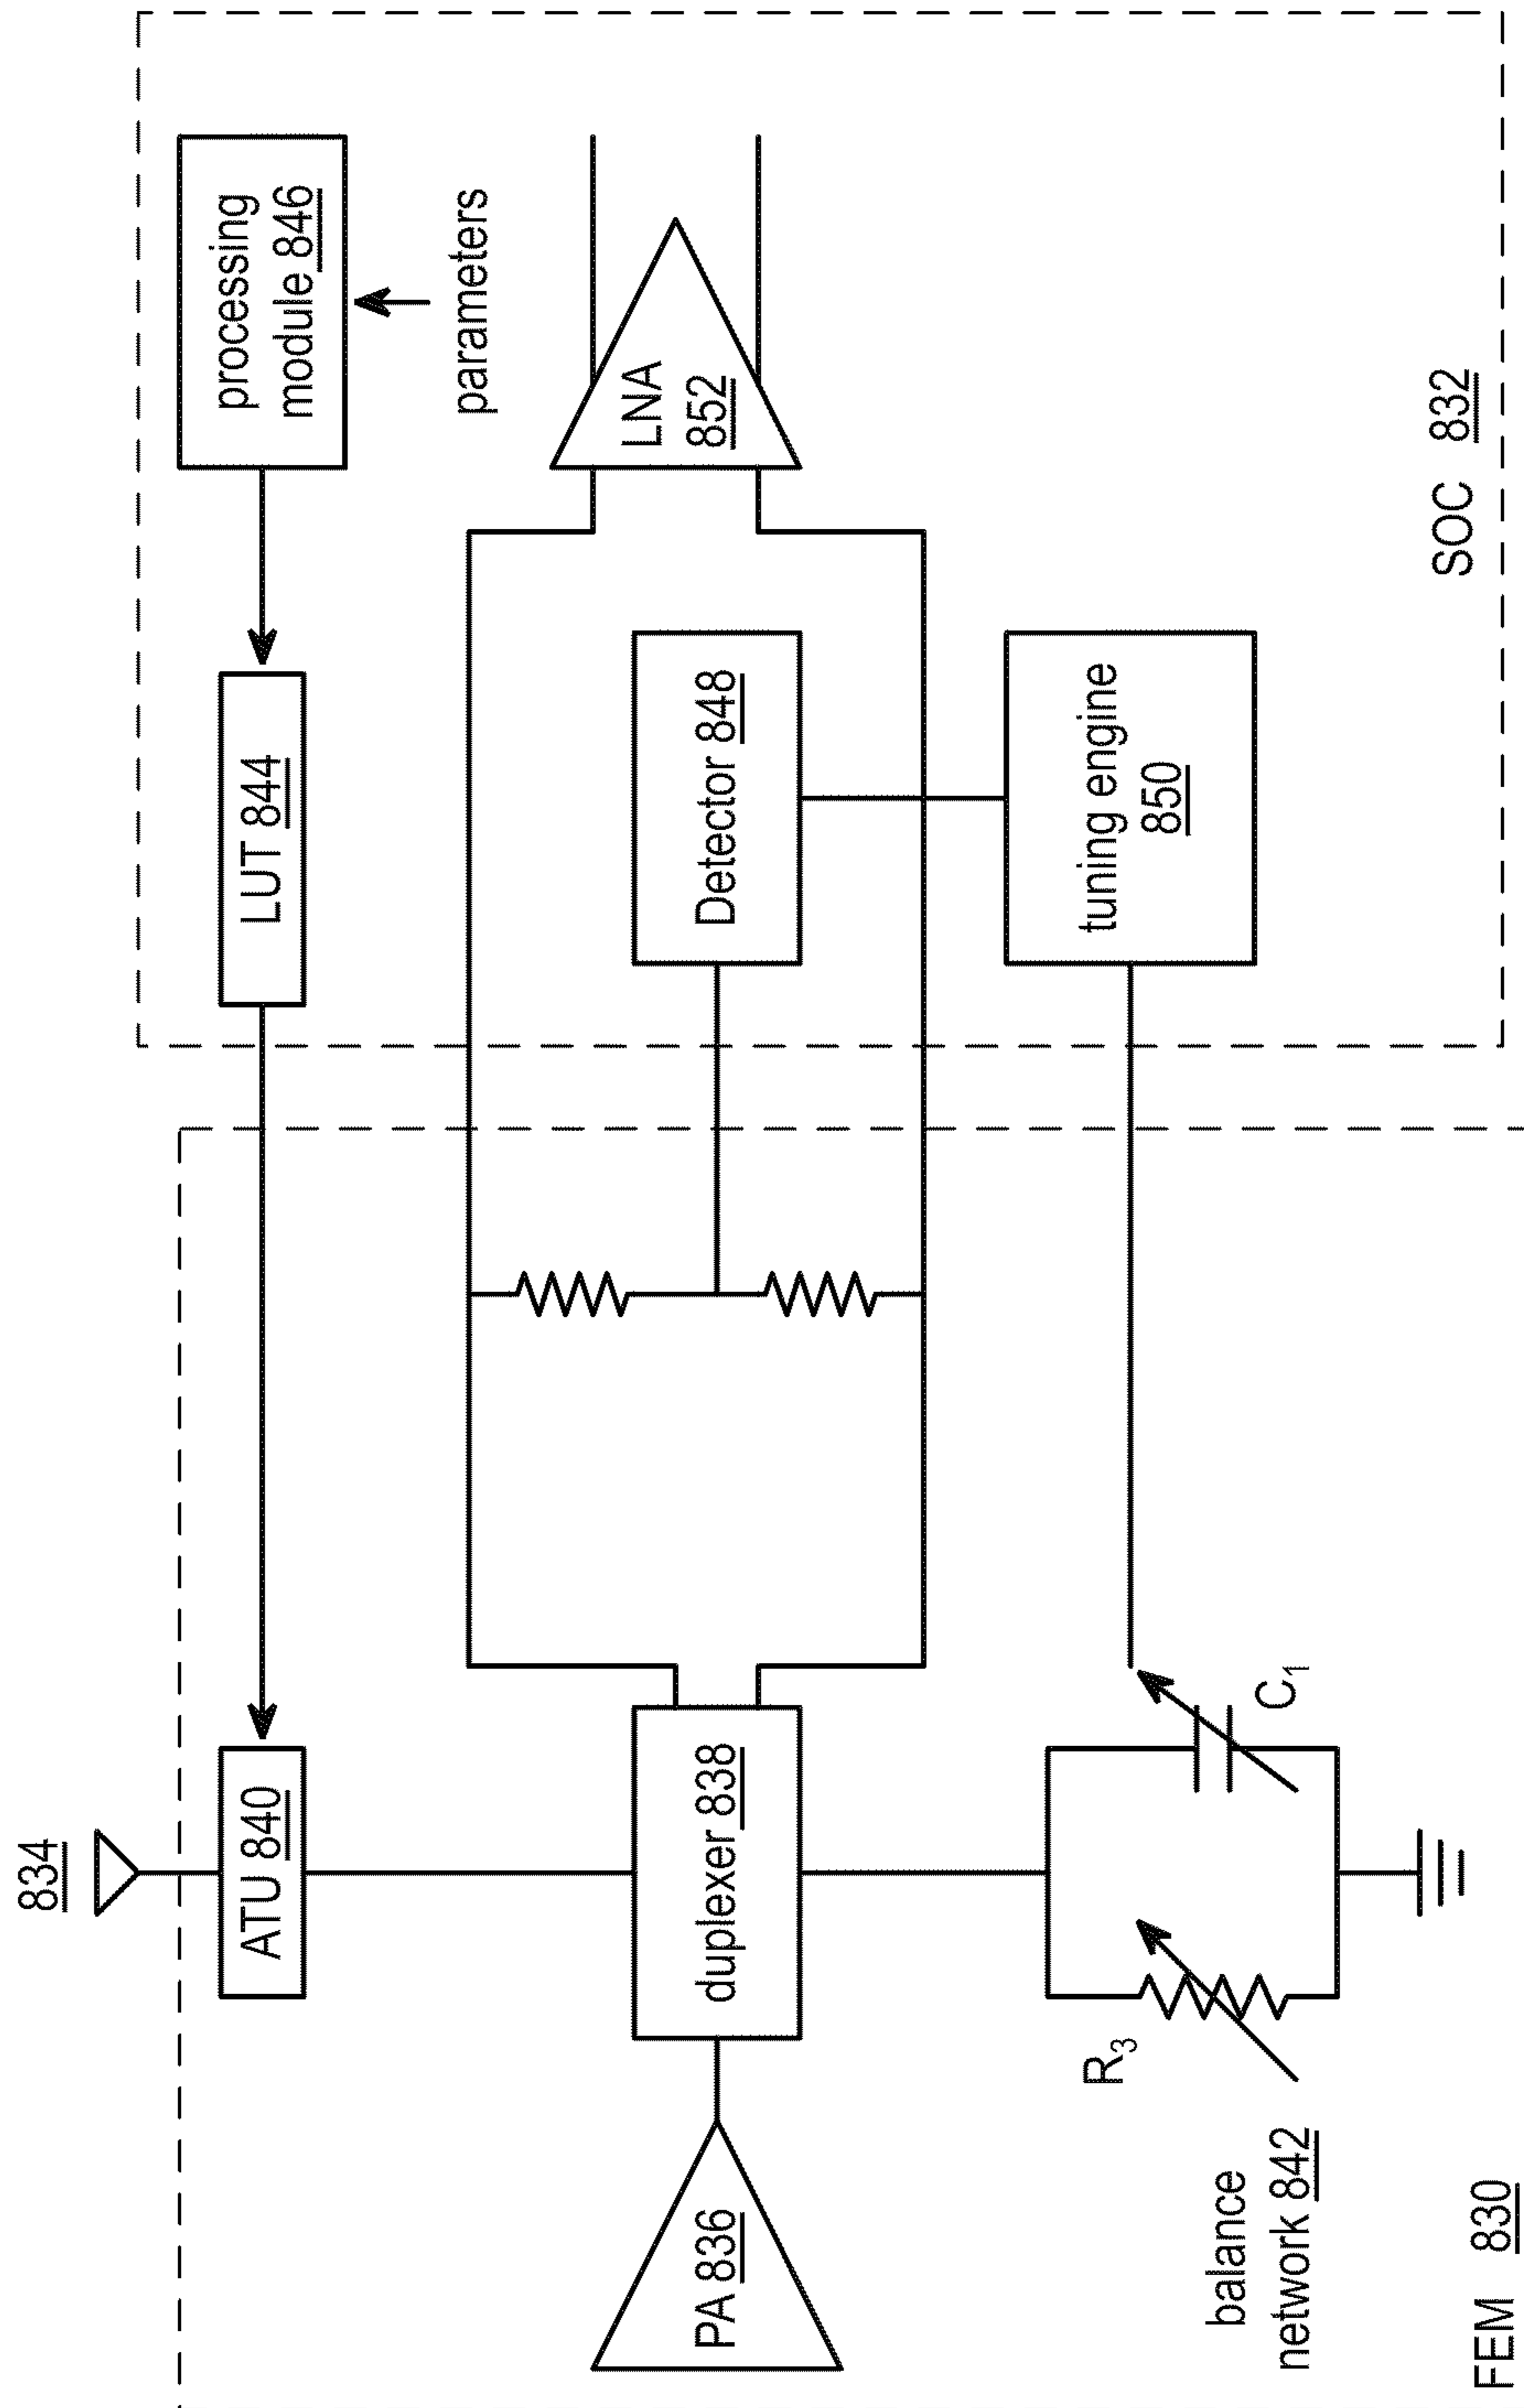 834
ATU 840
LUT 844
processing
module 846
parameters
PA 836
duplexer 838
Detector 848
LNA
852
R3
C1
tuning engine
850
balance
network 842
FEM 830
SOC 832